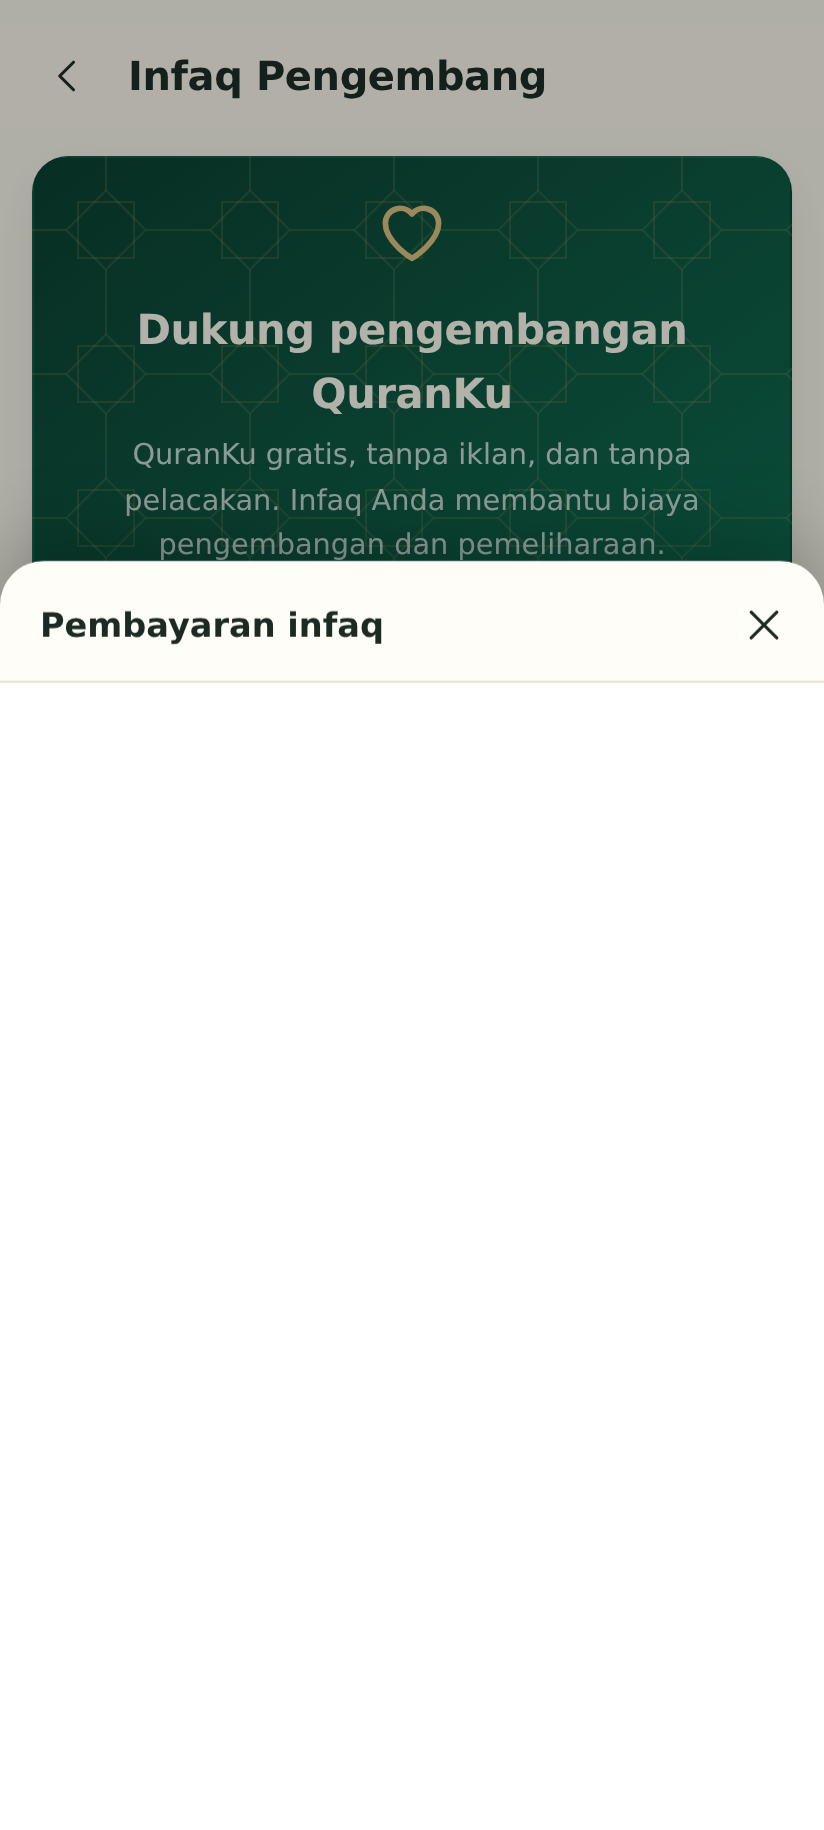 Infaq Pengembang
Dukung pengembangan
QuranKu
QuranKu gratis, tanpa iklan, dan tanpa
pelacakan. Infaq Anda membantu biaya
pengembangan dan pemeliharaan.
Pembayaran infaq